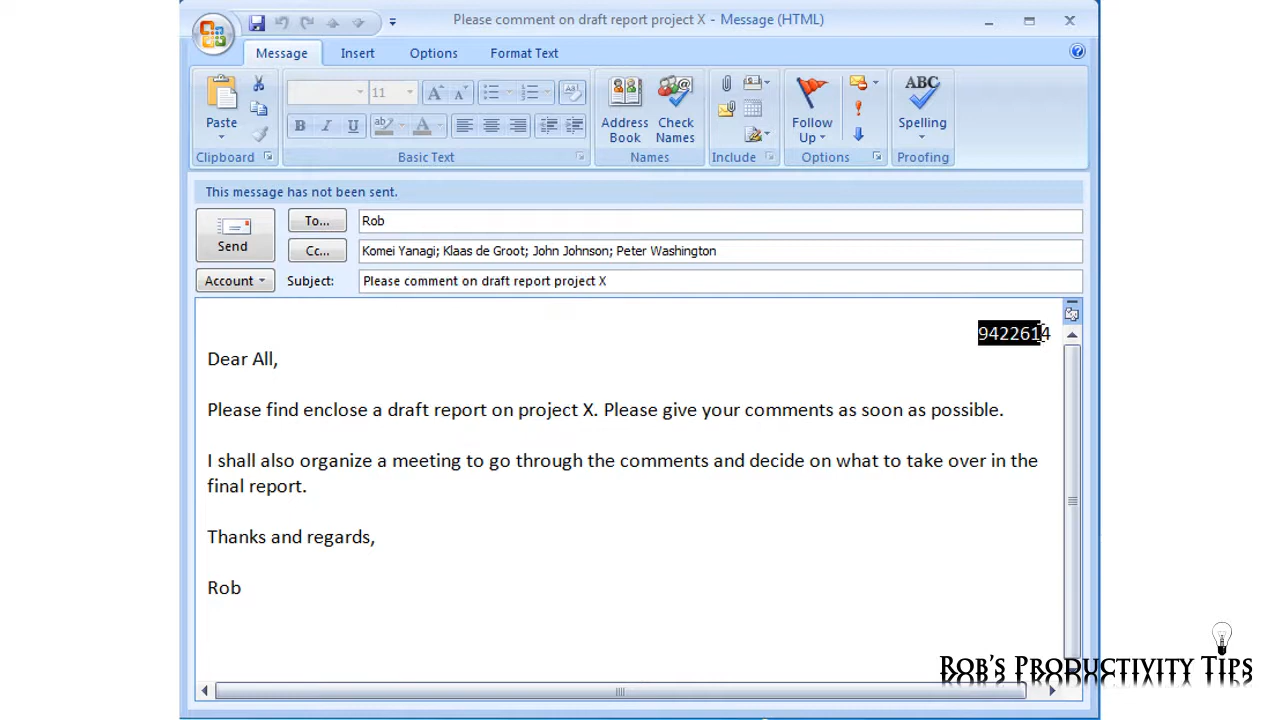 Please comment on draft report project X - Message (HTML)
Message Insert Options Format Text
11
Paste
Address Book
Check Names
Follow Up
ABC
Spelling
Clipboard Basic Text Names Include Options Proofing
This message has not been sent.
Send
To... Rob
Cc... Komei Yanagi; Klaas de Groot; John Johnson; Peter Washington
Account Subject: Please comment on draft report project X
9422614
Dear All,
Please find enclose a draft report on project X. Please give your comments as soon as possible.
I shall also organize a meeting to go through the comments and decide on what to take over in the
final report.
Thanks and regards,
Rob
Rob's Productivity Tips